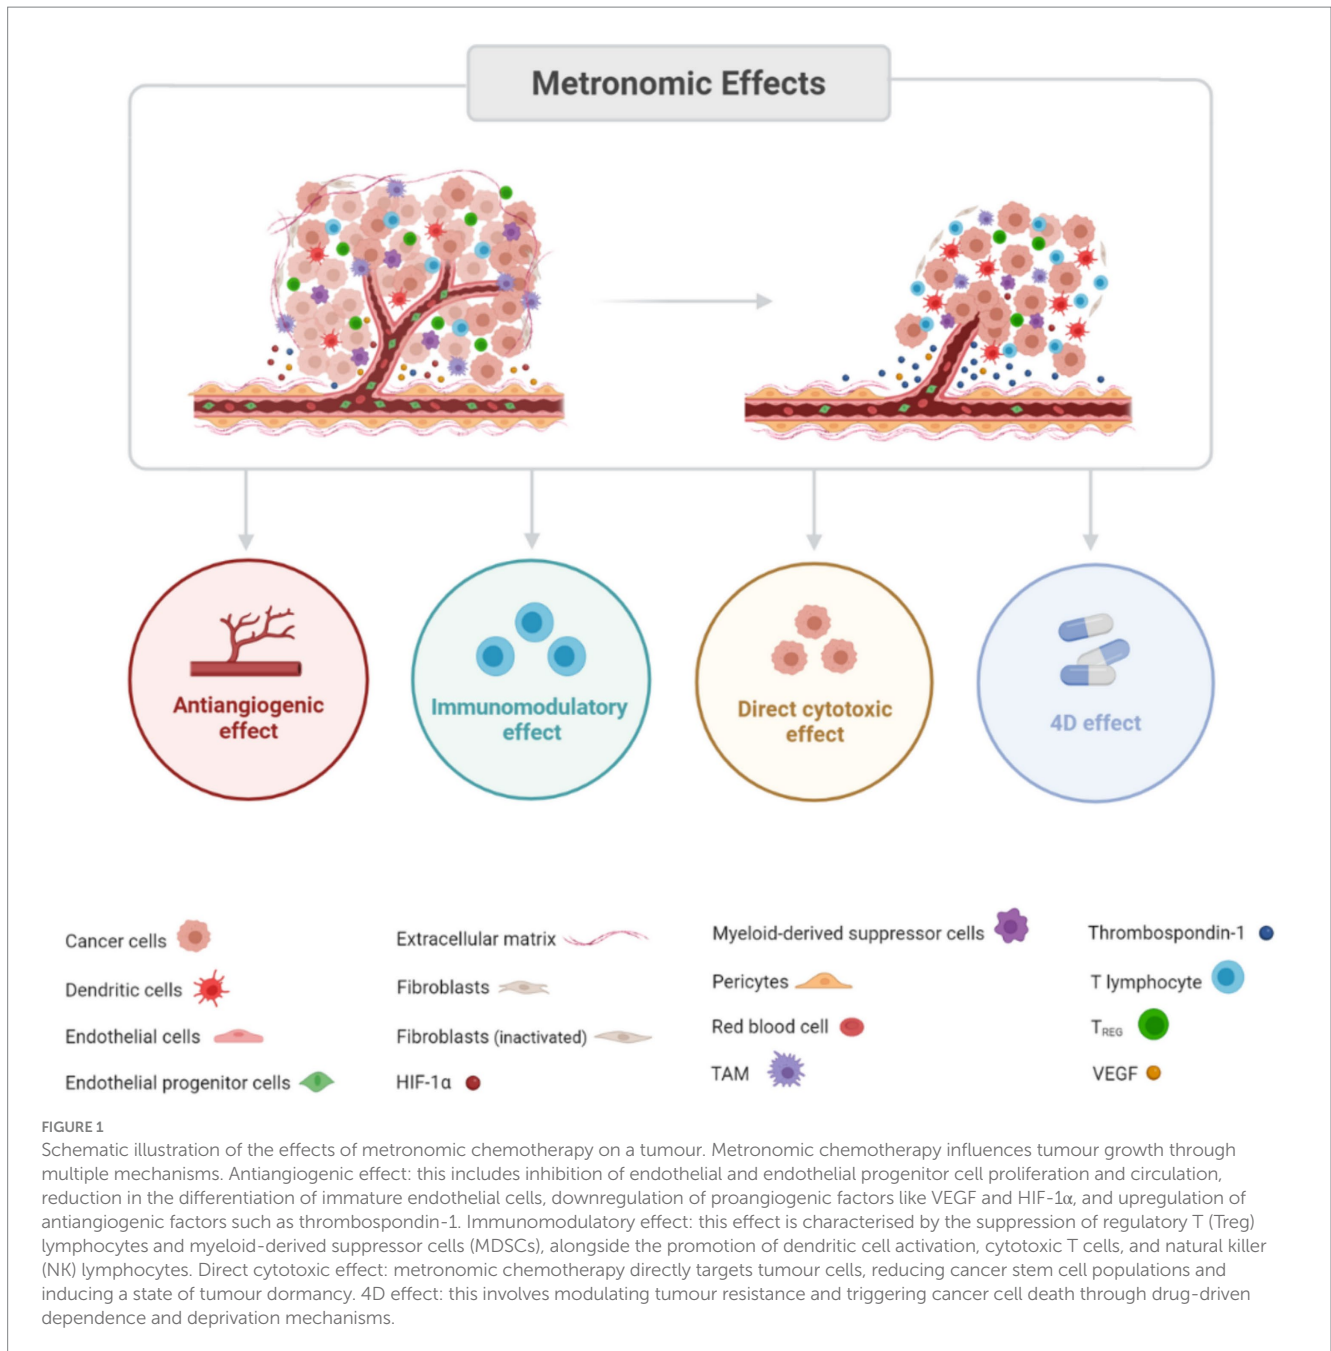 Metronomic Effects
Antiangiogenic
effect
Immunomodulatory
effect
Direct cytotoxic
effect
4D effect
Cancer cells
Dendritic cells
Endothelial cells
Endothelial progenitor cells
Extracellular matrix
Fibroblasts
Fibroblasts (inactivated)
HIF-1α
Myeloid-derived suppressor cells
Pericytes
Red blood cell
TAM
Thrombospondin-1
T lymphocyte
TREG
VEGF
FIGURE 1
Schematic illustration of the effects of metronomic chemotherapy on a tumour. Metronomic chemotherapy influences tumour growth through
multiple mechanisms. Antiangiogenic effect: this includes inhibition of endothelial and endothelial progenitor cell proliferation and circulation,
reduction in the differentiation of immature endothelial cells, downregulation of proangiogenic factors like VEGF and HIF-1α, and upregulation of
antiangiogenic factors such as thrombospondin-1. Immunomodulatory effect: this effect is characterised by the suppression of regulatory T (Treg)
lymphocytes and myeloid-derived suppressor cells (MDSCs), alongside the promotion of dendritic cell activation, cytotoxic T cells, and natural killer
(NK) lymphocytes. Direct cytotoxic effect: metronomic chemotherapy directly targets tumour cells, reducing cancer stem cell populations and
inducing a state of tumour dormancy. 4D effect: this involves modulating tumour resistance and triggering cancer cell death through drug-driven
dependence and deprivation mechanisms.